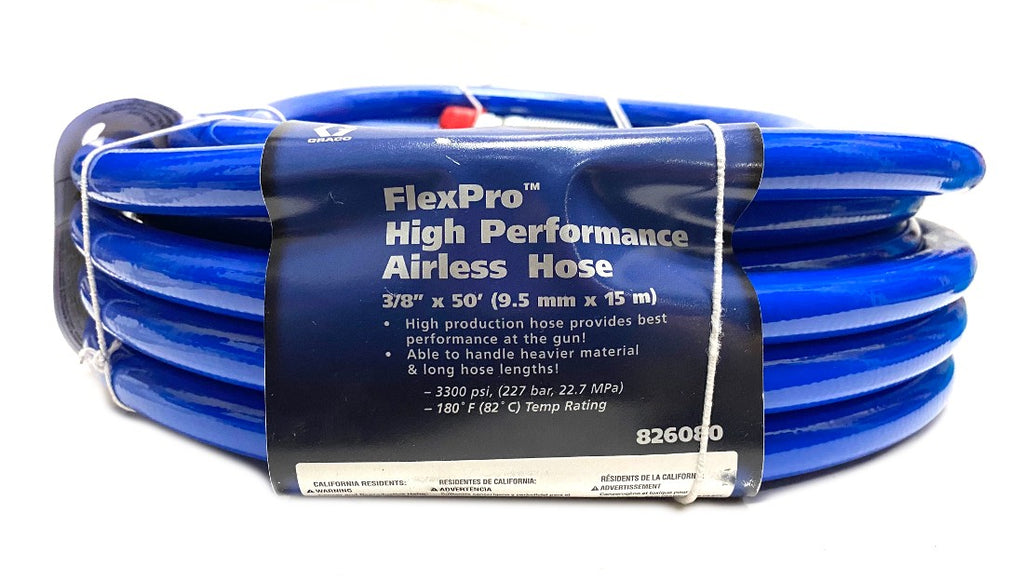 GRACO
FlexPro™
High Performance
Airless Hose
3/8" x 50' (9.5 mm x 15 m)
• High production hose provides best
performance at the gun!
• Able to handle heavier material
& long hose lengths!
– 3300 psi, (227 bar, 22.7 MPa)
– 180˚F (82˚C) Temp Rating
826080
CALIFORNIA RESIDENTS:
⚠ WARNING
RESIDENTES DE CALIFORNIA:
⚠ ADVERTENCIA
RÉSIDENTS DE LA CALIFORN
⚠ AVERTISSEMENT